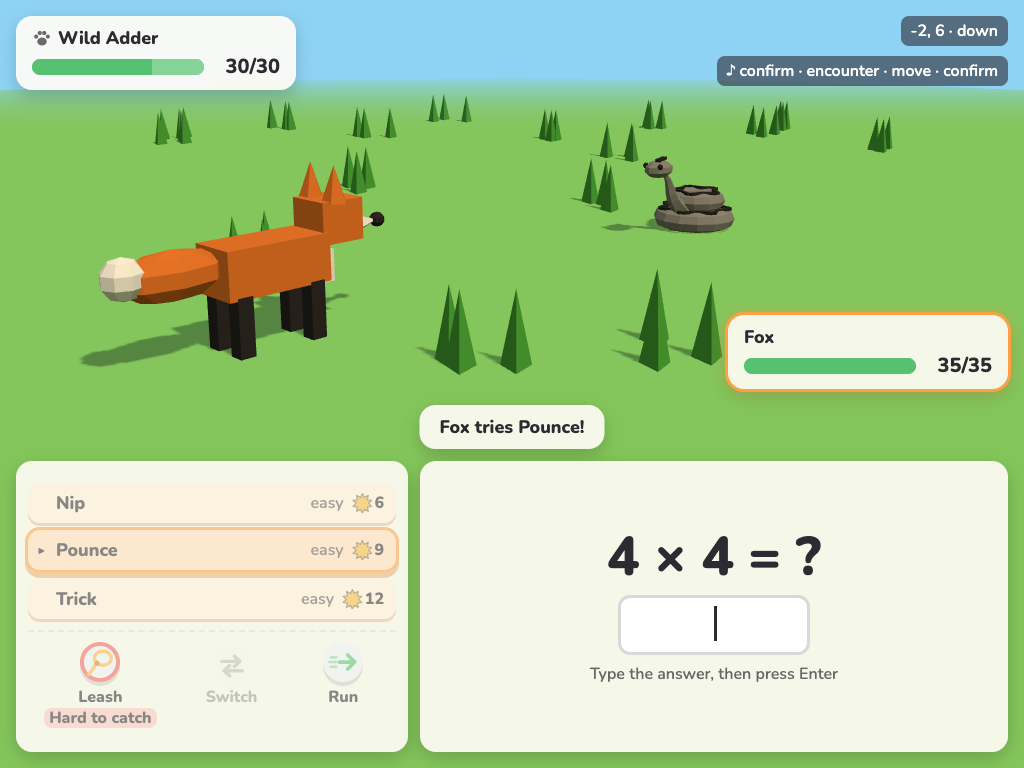 Wild Adder
30/30
-2, 6 · down
♪ confirm · encounter · move · confirm
Fox
35/35
Fox tries Pounce!
Nip easy 6
▸ Pounce easy 9
Trick easy 12
Leash
Hard to catch
Switch
Run
4 × 4 = ?
Type the answer, then press Enter